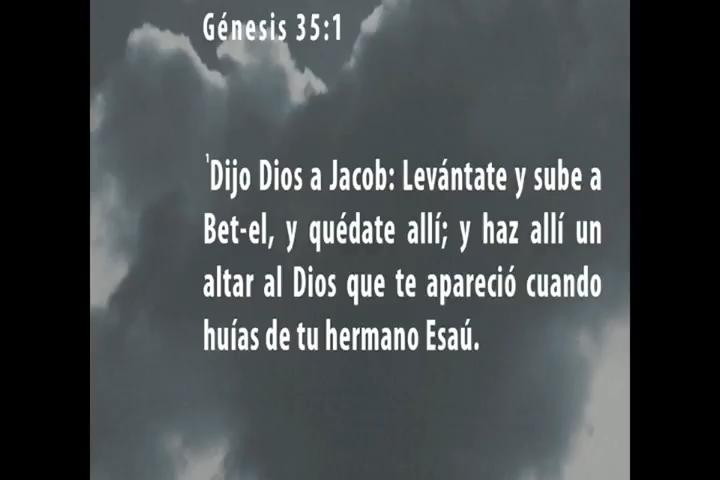 Génesis 35:1
¹Dijo Dios a Jacob: Levántate y sube a
Bet-el, y quédate allí; y haz allí un
altar al Dios que te apareció cuando
huías de tu hermano Esaú.